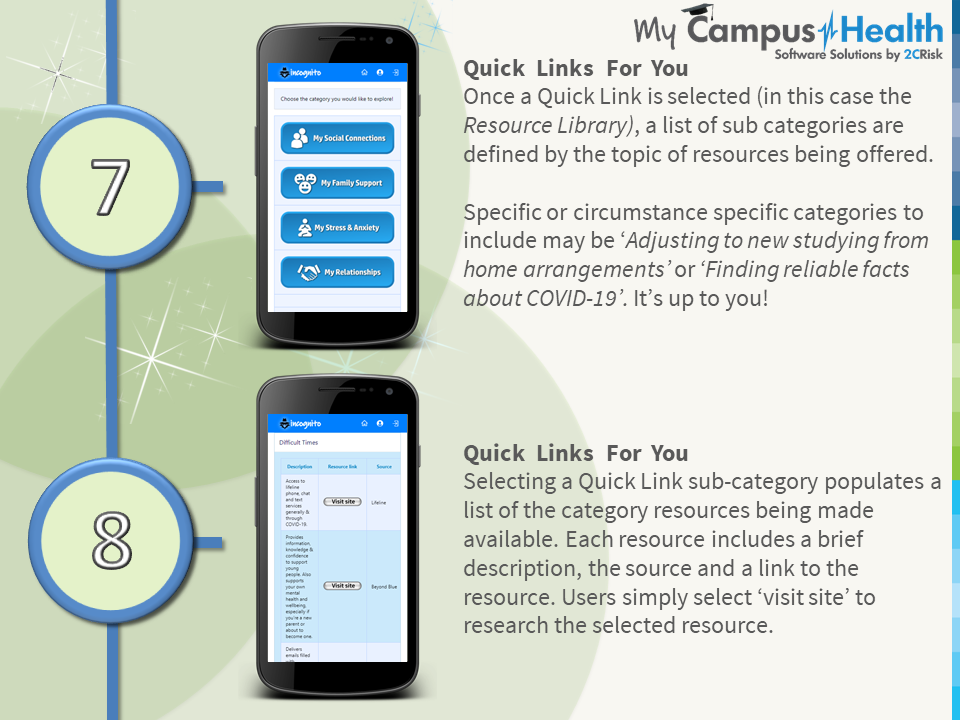 My Campus Health
Software Solutions by 2CRisk
7
incognito
Choose the category you would like to explore!
My Social Connections
My Family Support
My Stress & Anxiety
My Relationships
Quick Links For You
Once a Quick Link is selected (in this case the
Resource Library), a list of sub categories are
defined by the topic of resources being offered.
Specific or circumstance specific categories to
include may be ‘Adjusting to new studying from
home arrangements’ or ‘Finding reliable facts
about COVID-19’. It’s up to you!
8
incognito
Difficult Times
Description Resource link Source
Access to
lifeline
phone, chat
and text
services
generally &
through
COVID-19.
Visit site
Lifeline
Provides
information,
knowledge &
confidence
to support
young
people. Also
supports
your own
mental
health and
wellbeing,
especially if
you're a new
parent or
about to
become one.
Visit site
Beyond Blue
Delivers
emails filled
Quick Links For You
Selecting a Quick Link sub-category populates a
list of the category resources being made
available. Each resource includes a brief
description, the source and a link to the
resource. Users simply select ‘visit site’ to
research the selected resource.